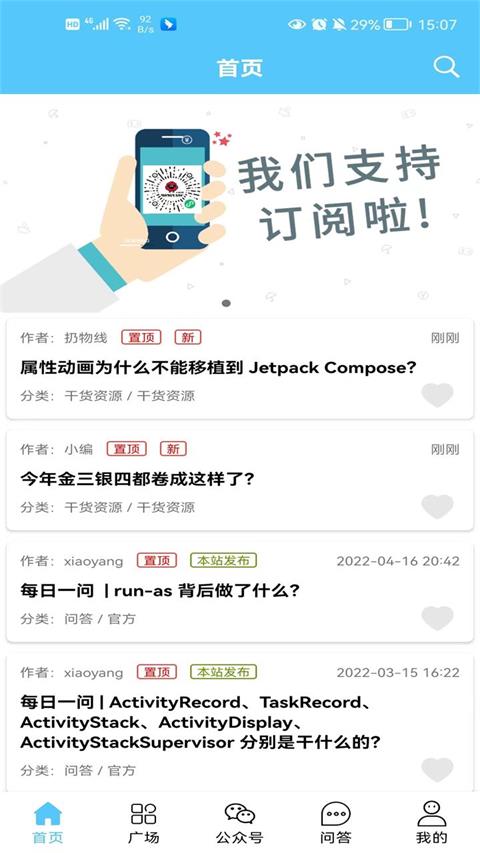 HD 4G 92 B/s 29% 15:07
首页
我们支持
订阅啦!
作者：扔物线 置顶 新 刚刚
属性动画为什么不能移植到 Jetpack Compose?
分类：干货资源 / 干货资源
作者：小编 置顶 新 刚刚
今年金三银四都卷成这样了?
分类：干货资源 / 干货资源
作者：xiaoyang 置顶 本站发布 2022-04-16 20:42
每日一问 | run-as 背后做了什么?
分类：问答 / 官方
作者：xiaoyang 置顶 本站发布 2022-03-15 16:22
每日一问 | ActivityRecord、TaskRecord、
ActivityStack、ActivityDisplay、
ActivityStackSupervisor 分别是干什么的?
分类：问答 / 官方
首页 广场 公众号 问答 我的